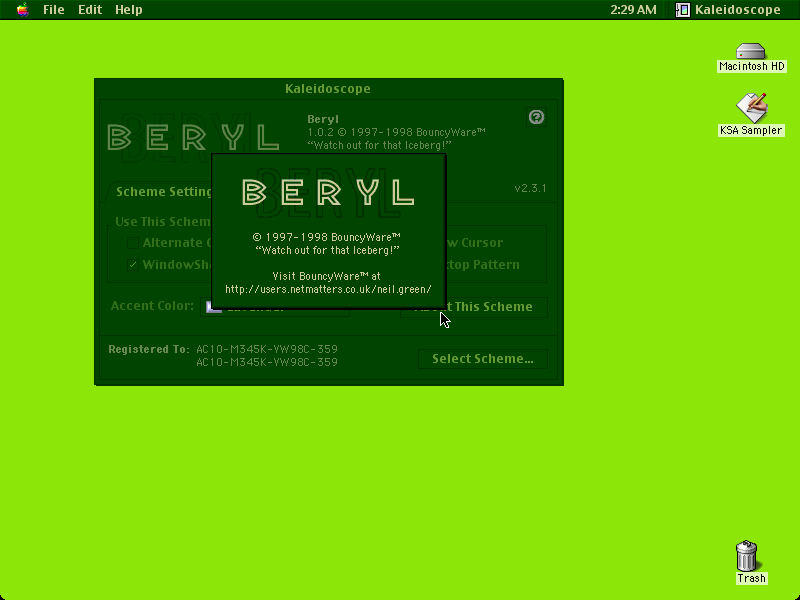 File Edit Help
2:29 AM Kaleidoscope
Macintosh HD
KSA Sampler
Kaleidoscope
BERYL
Beryl
1.0.2 © 1997-1998 BouncyWare™
“Watch out for that Iceberg!”
Scheme Setting
v2.3.1
BERYL
© 1997-1998 BouncyWare™
“Watch out for that Iceberg!”
Visit BouncyWare™ at
http://users.netmatters.co.uk/neil.green/
Use This Schem
Alternate
Cursor
WindowSh
Pattern
Accent Color:
This Scheme
Registered To: AC10-M345K-VW98C-359
AC10-M345K-VW98C-359
Select Scheme...
Trash